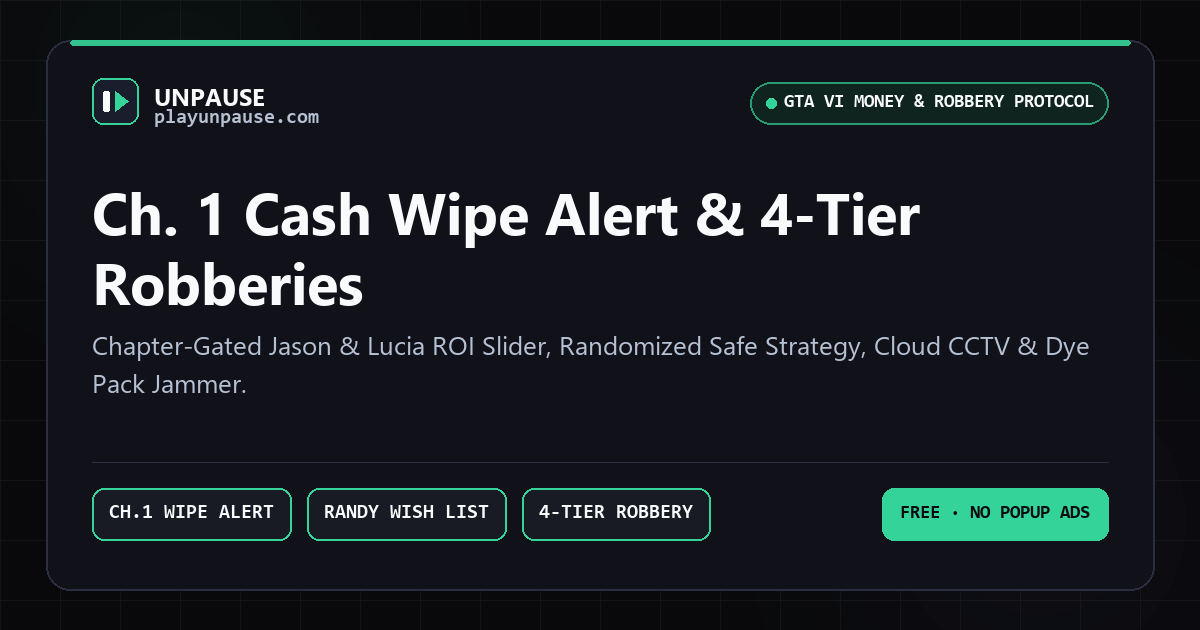 UNPAUSE
playunpause.com
GTA VI MONEY & ROBBERY PROTOCOL
Ch. 1 Cash Wipe Alert & 4-Tier
Robberies
Chapter-Gated Jason & Lucia ROI Slider, Randomized Safe Strategy, Cloud CCTV & Dye
Pack Jammer.
CH.1 WIPE ALERT
RANDY WISH LIST
4-TIER ROBBERY
FREE · NO POPUP ADS